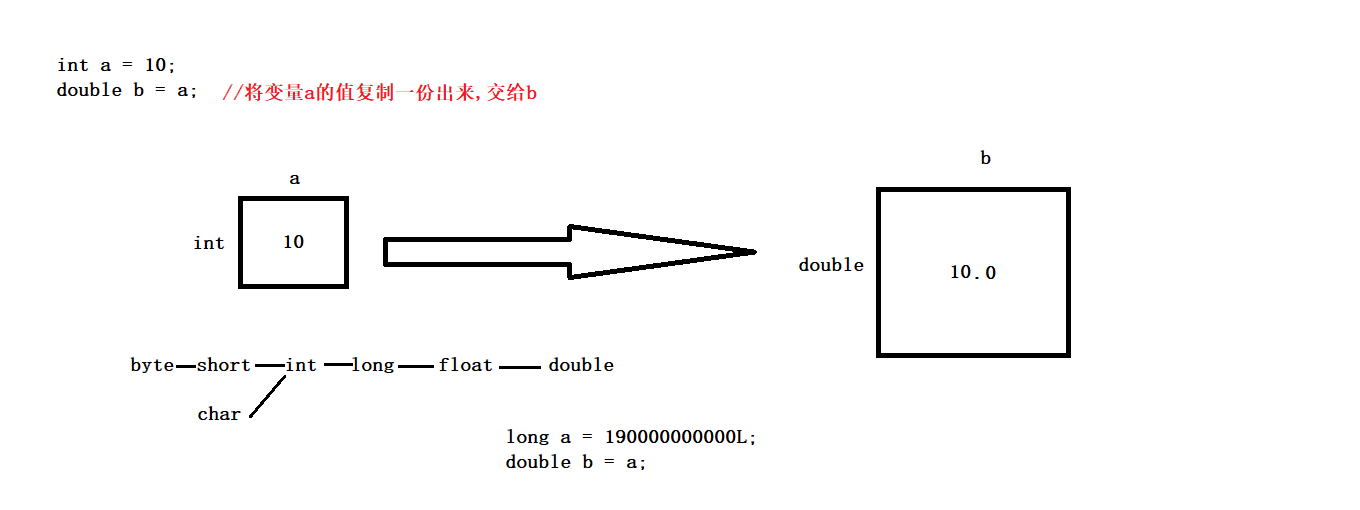 int a = 10;
double b = a; //将变量a的值复制一份出来,交给b
b
a
int
10
double
10.0
byte short int long float double
char
long a = 190000000000L;
double b = a;